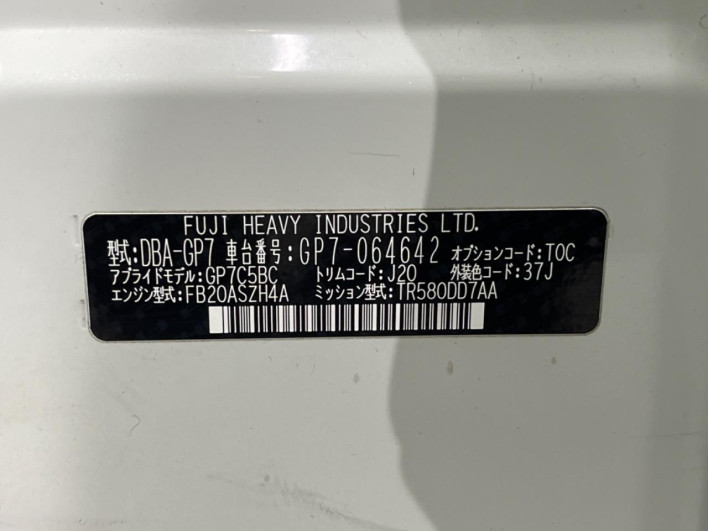 FUJI HEAVY INDUSTRIES LTD.
型式:DBA-GP7 車台番号:GP7-064642 オプションコード:TOC
アプライドモデル:GP7C5BC トリムコード:J20 外装色コード:37J
エンジン型式:FB20ASZH4A ミッション型式:TR580DD7AA